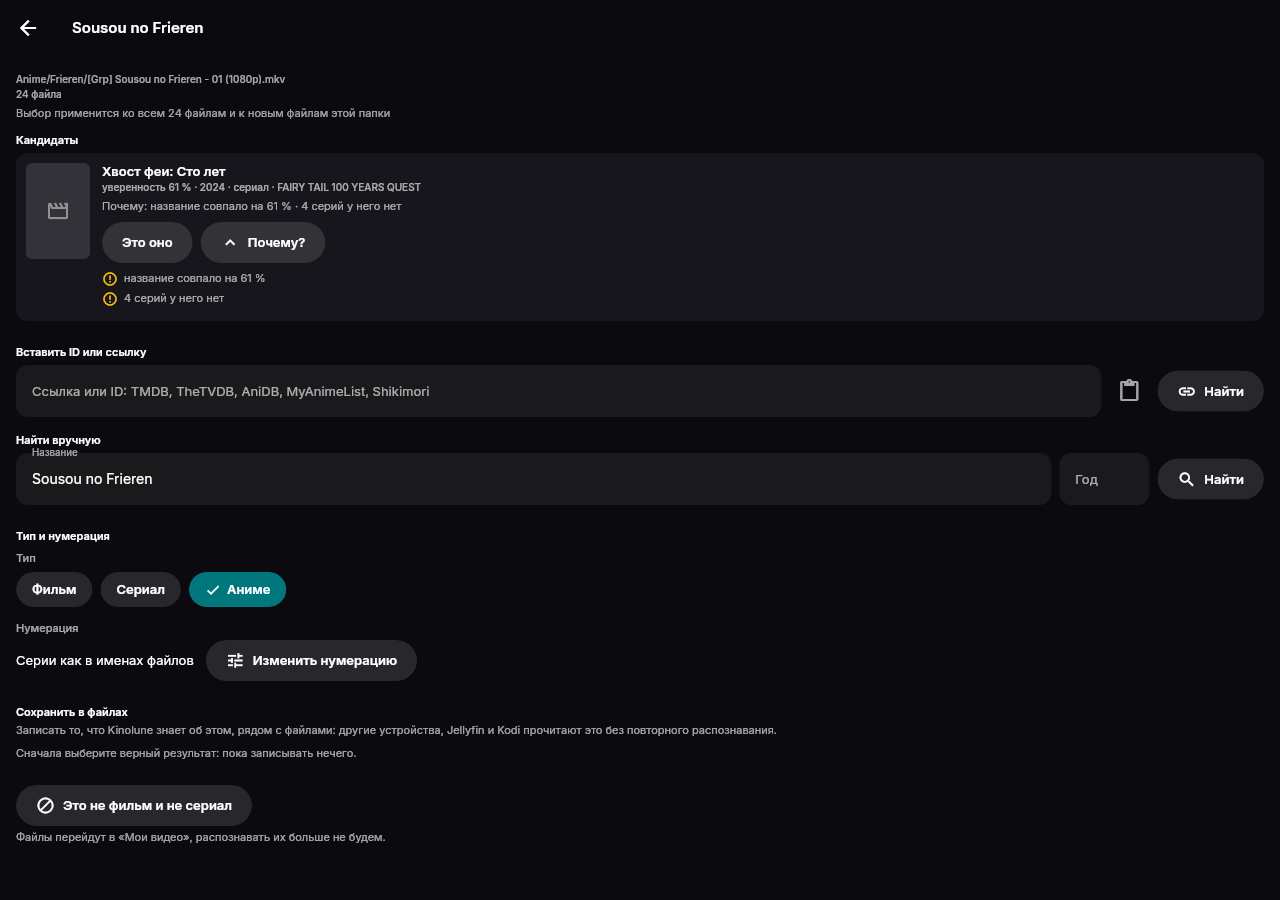 Sousou no Frieren
Anime/Frieren/[Grp] Sousou no Frieren - 01 (1080p).mkv
24 файла
Выбор применится ко всем 24 файлам и к новым файлам этой папки
Кандидаты
Хвост феи: Сто лет
уверенность 61 % · 2024 · сериал · FAIRY TAIL 100 YEARS QUEST
Почему: название совпало на 61 % · 4 серий у него нет
Это оно
Почему?
название совпало на 61 %
4 серий у него нет
Вставить ID или ссылку
Ссылка или ID: TMDB, TheTVDB, AniDB, MyAnimeList, Shikimori
Найти
Найти вручную
Название
Sousou no Frieren
Год
Найти
Тип и нумерация
Тип
Фильм
Сериал
Аниме
Нумерация
Серии как в именах файлов
Изменить нумерацию
Сохранить в файлах
Записать то, что Kinolune знает об этом, рядом с файлами: другие устройства, Jellyfin и Kodi прочитают это без повторного распознавания.
Сначала выберите верный результат: пока записывать нечего.
Это не фильм и не сериал
Файлы перейдут в «Мои видео», распознавать их больше не будем.